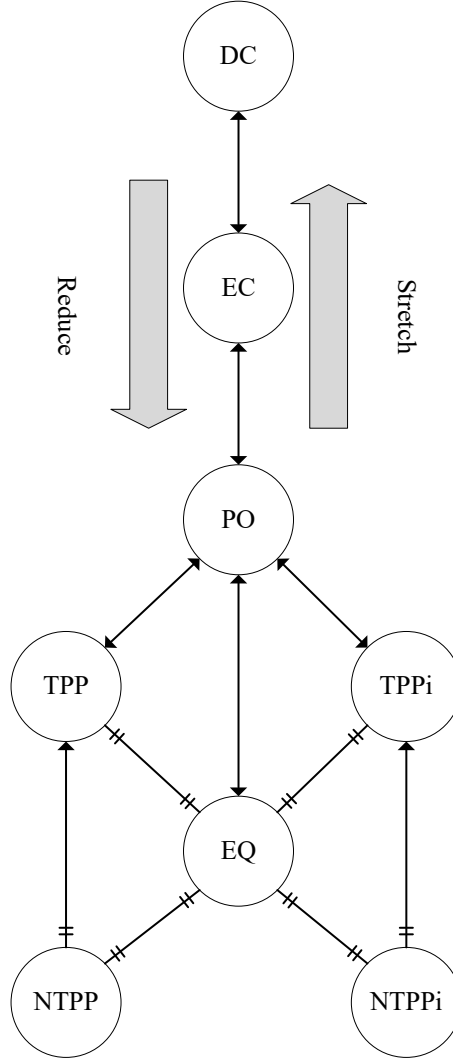 DC
EC
Reduce
Stretch
PO
TPP
TPPi
EQ
NTPP
NTPPi